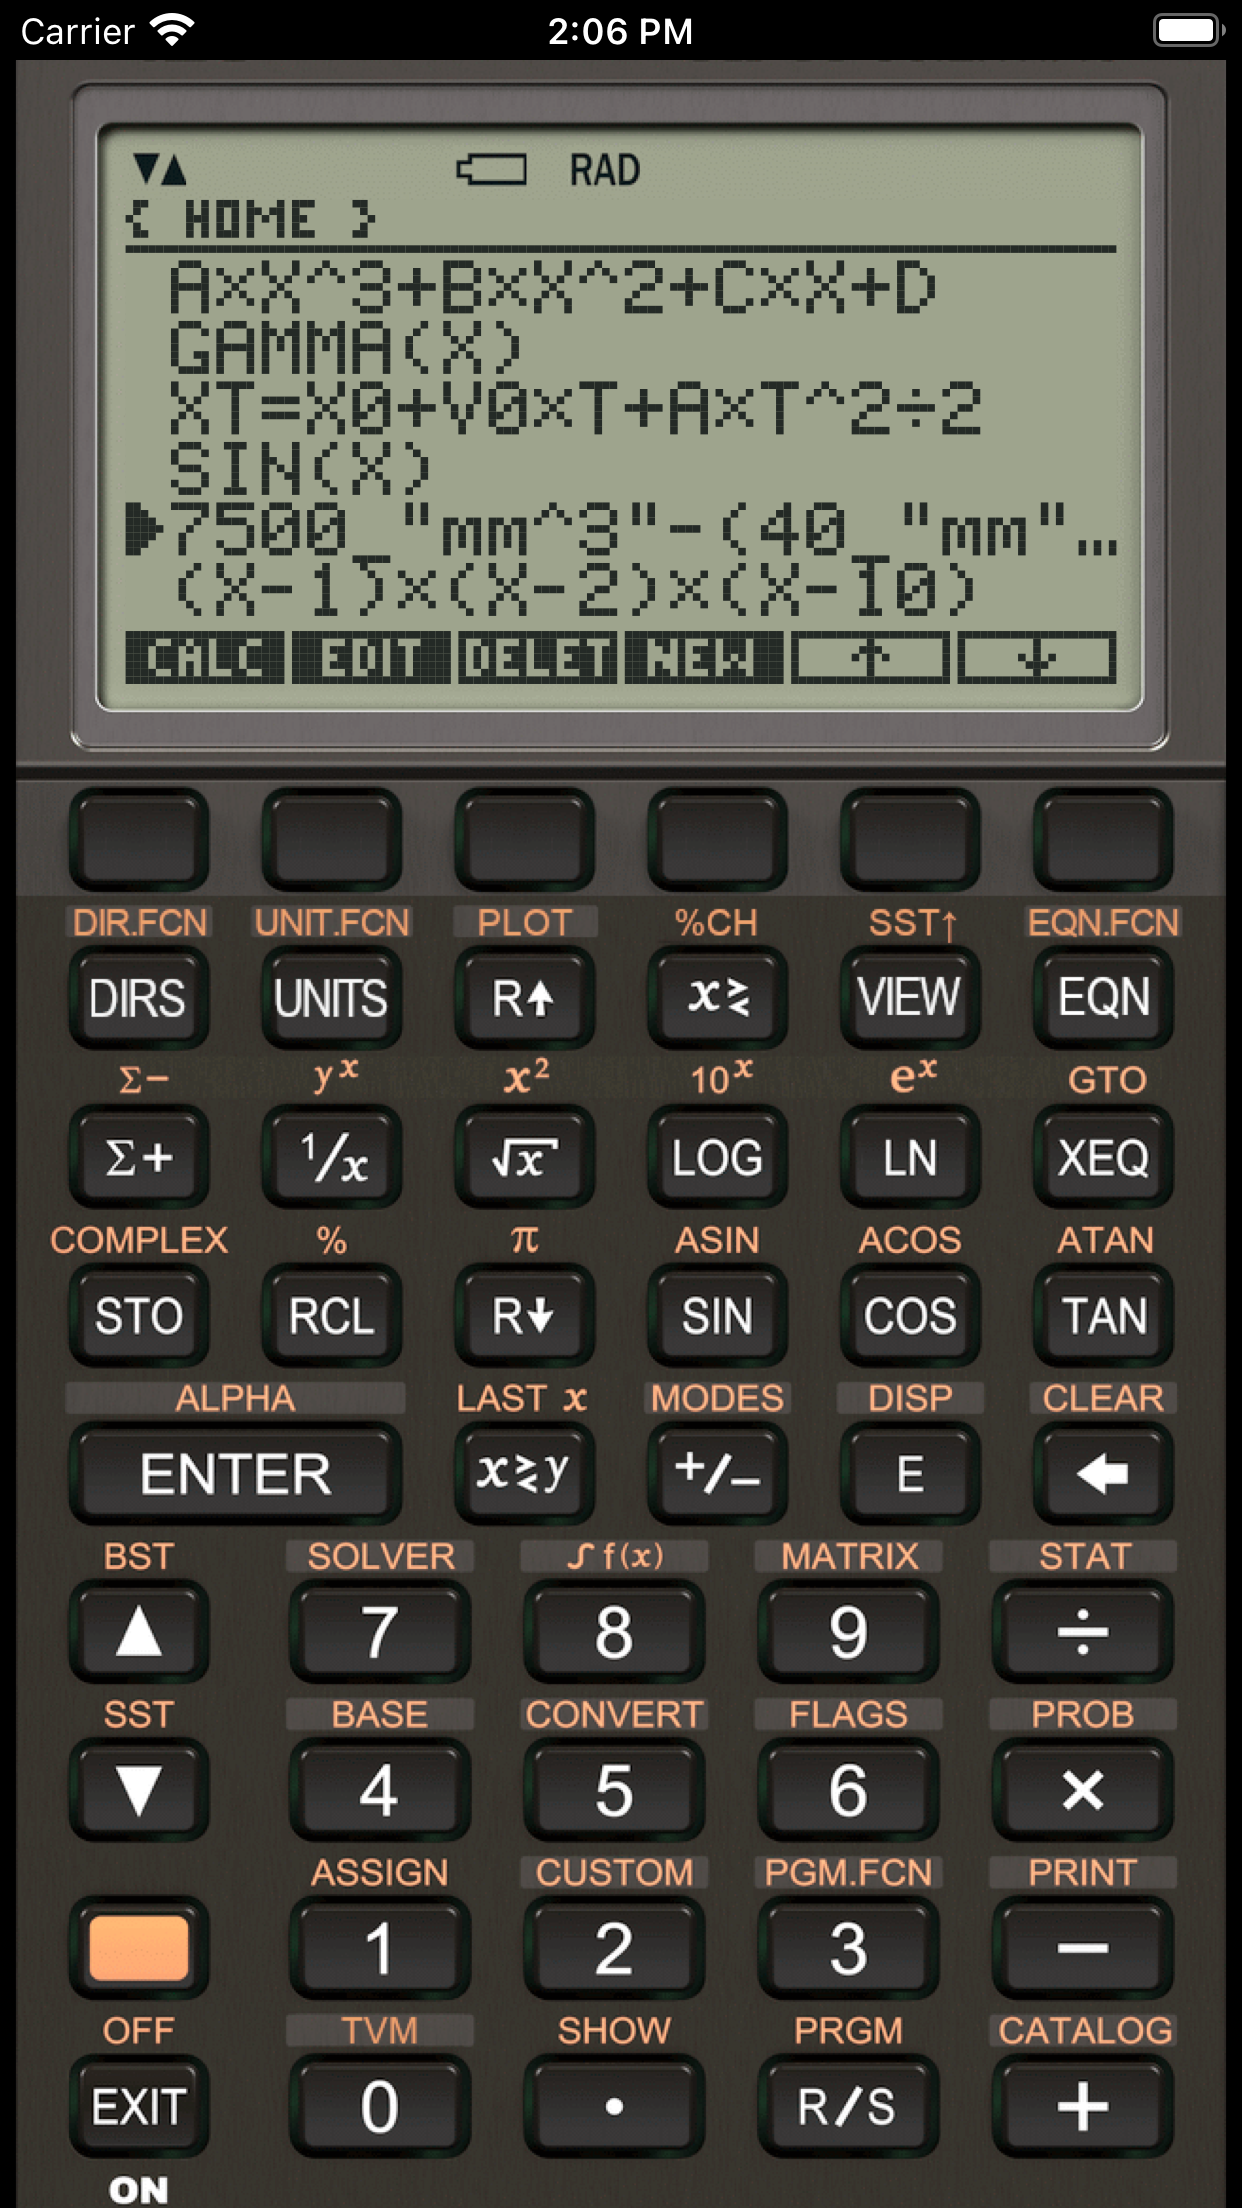 Carrier 2:06 PM
▼▲ RAD
{ HOME }
A×X^3+B×X^2+C×X+D
GAMMA(X)
XT=X0+V0×T+A×T^2÷2
SIN(X)
▶7500_"mm^3"-(40_"mm"…
(X-1)×(X-2)×(X-10)
CALC EDIT DELET NEW ↑ ↓
DIR.FCN UNIT.FCN PLOT %CH SST↑ EQN.FCN
DIRS UNITS R↑ x≷ VIEW EQN
Σ− y^x x² 10^x e^x GTO
Σ+ 1/x √x LOG LN XEQ
COMPLEX % π ASIN ACOS ATAN
STO RCL R↓ SIN COS TAN
ALPHA LAST x MODES DISP CLEAR
ENTER x≷y +/− E ←
BST SOLVER ∫f(x) MATRIX STAT
▲ 7 8 9 ÷
SST BASE CONVERT FLAGS PROB
▼ 4 5 6 ×
ASSIGN CUSTOM PGM.FCN PRINT
1 2 3 −
OFF TVM SHOW PRGM CATALOG
EXIT 0 . R/S +
ON